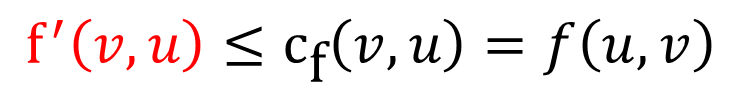 f′(v,u) ≤ c_f(v,u) = f(u,v)